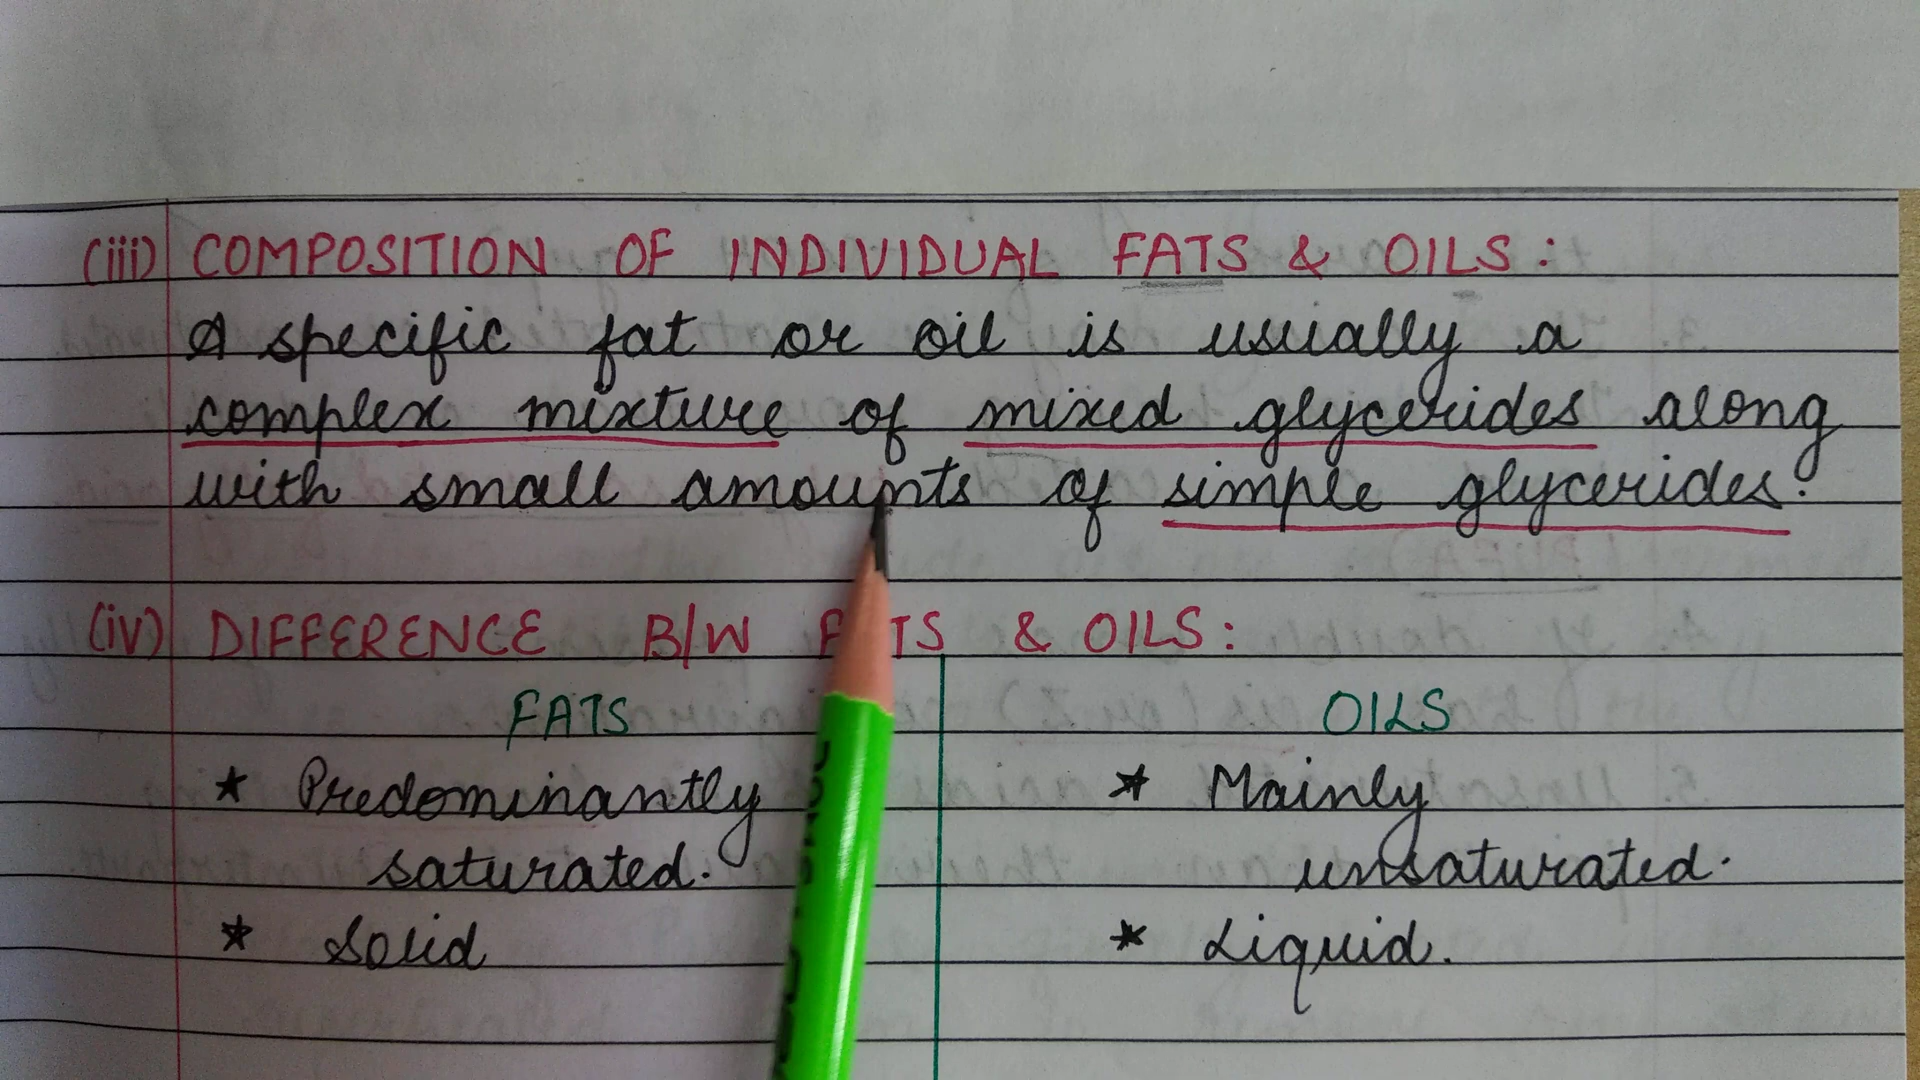 (iii) COMPOSITION OF INDIVIDUAL FATS & OILS :
A specific fat or oil is usually a
complex mixture of mixed glycerides along
with small amounts of simple glycerides.
(iv) DIFFERENCE B/W FATS & OILS :
FATS OILS
* Predominantly * Mainly
saturated. unsaturated.
* Solid * Liquid.